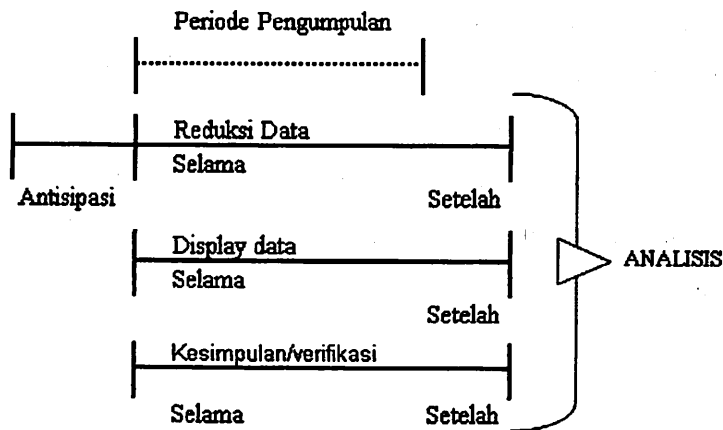 Periode Pengumpulan
Reduksi Data
Selama
Antisipasi
Setelah
Display data
Selama
ANALISIS
Setelah
Kesimpulan/verifikasi
Selama
Setelah